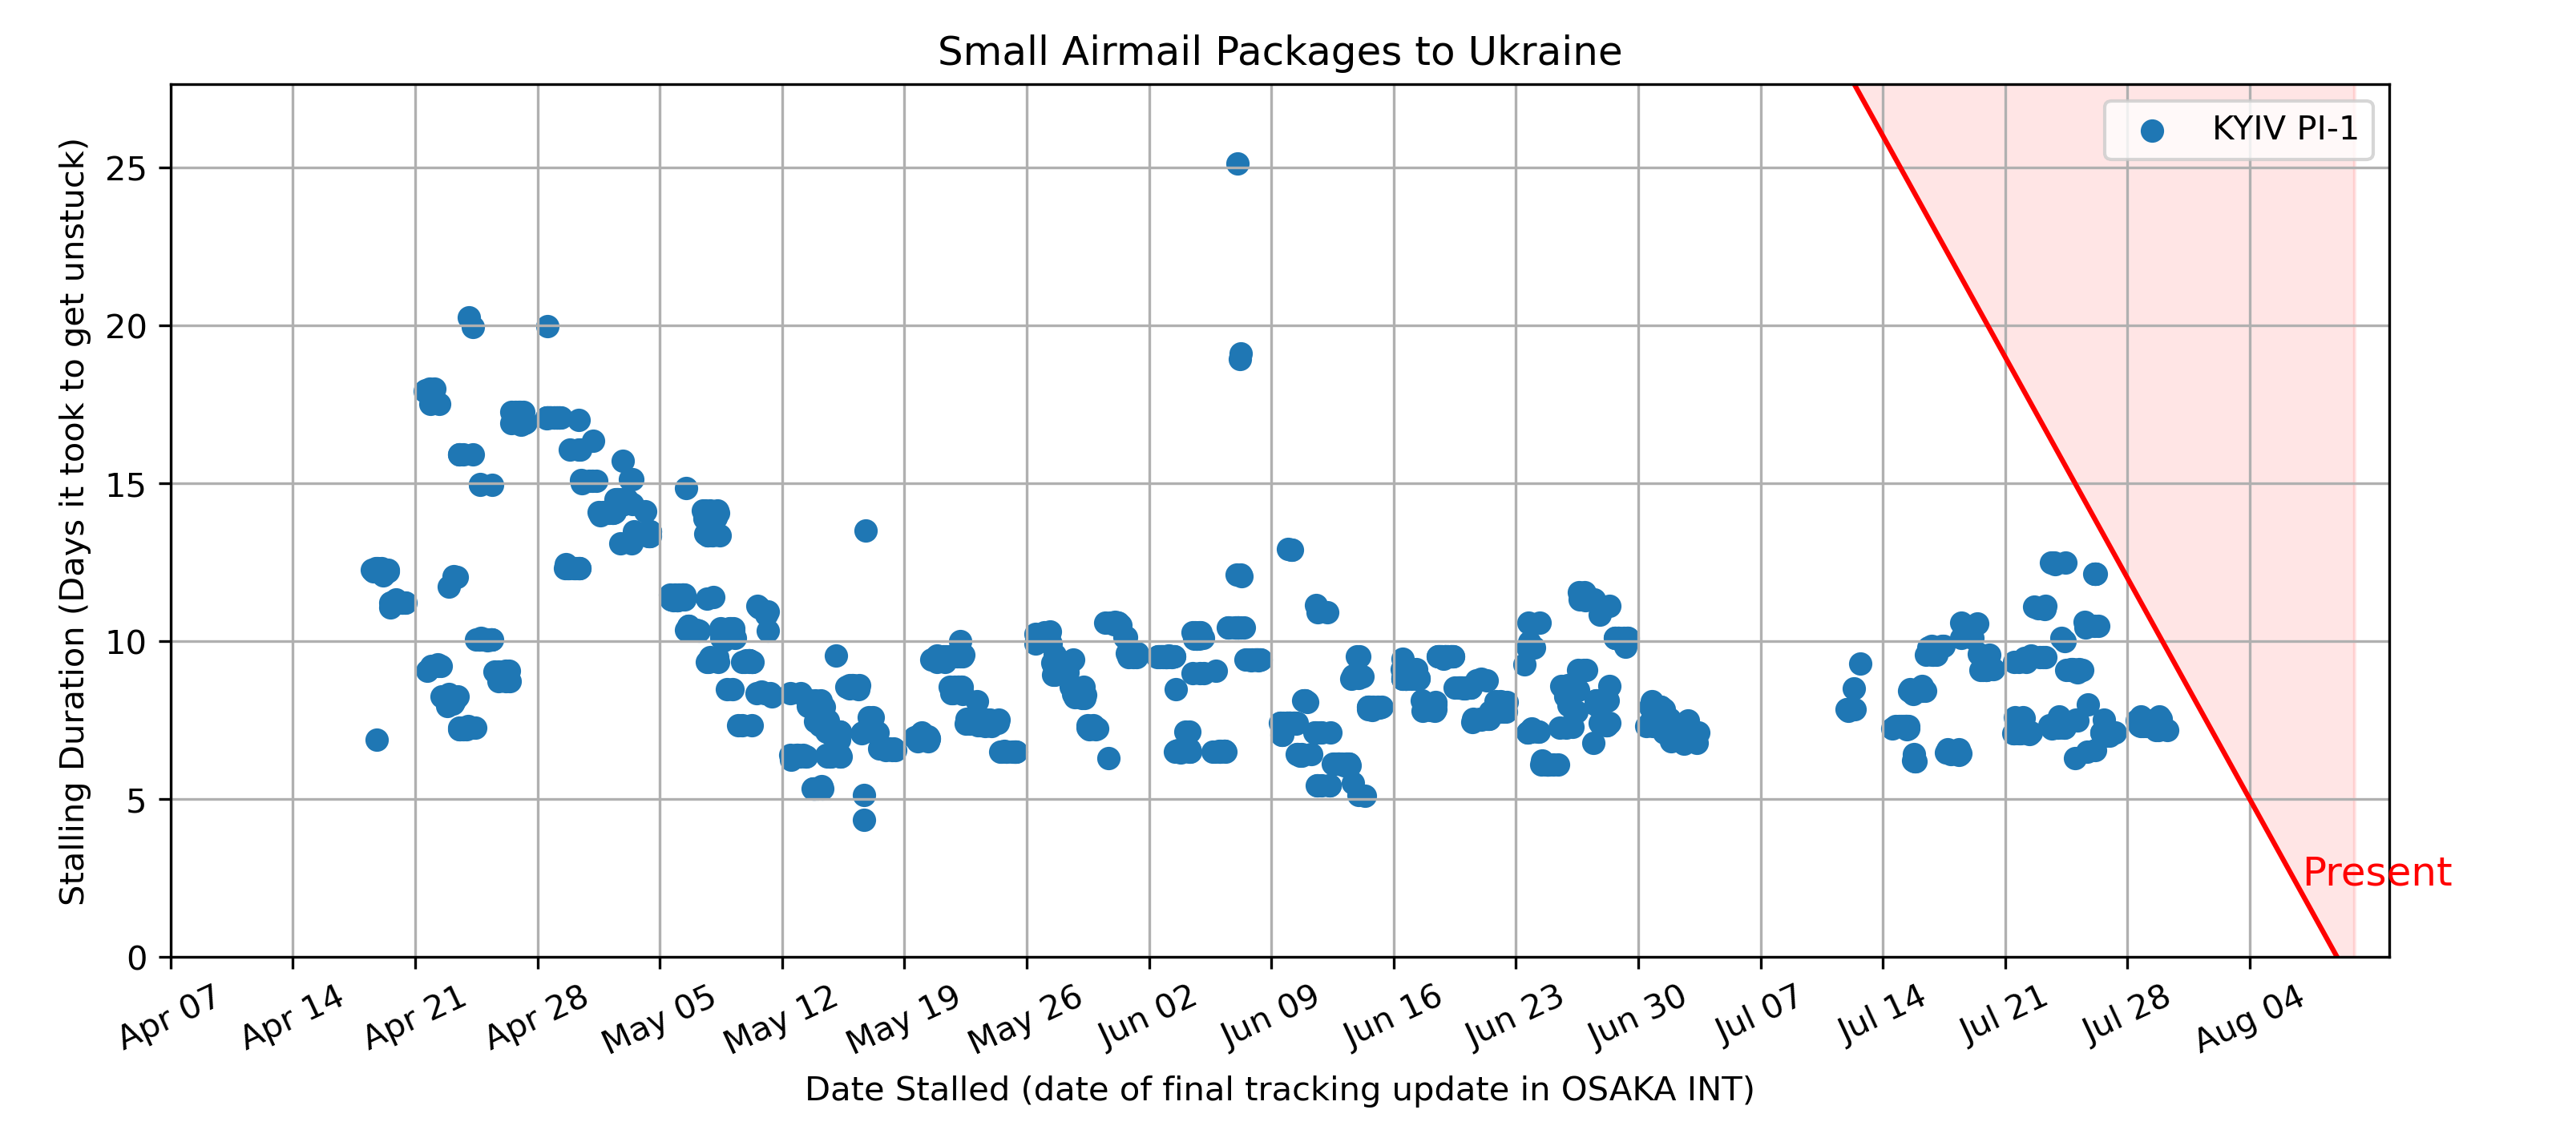 Small Airmail Packages to Ukraine
KYIV PI-1
Stalling Duration (Days it took to get unstuck)
25
20
15
10
5
0
Present
Apr 07
Apr 14
Apr 21
Apr 28
May 05
May 12
May 19
May 26
Jun 02
Jun 09
Jun 16
Jun 23
Jun 30
Jul 07
Jul 14
Jul 21
Jul 28
Aug 04
Date Stalled (date of final tracking update in OSAKA INT)